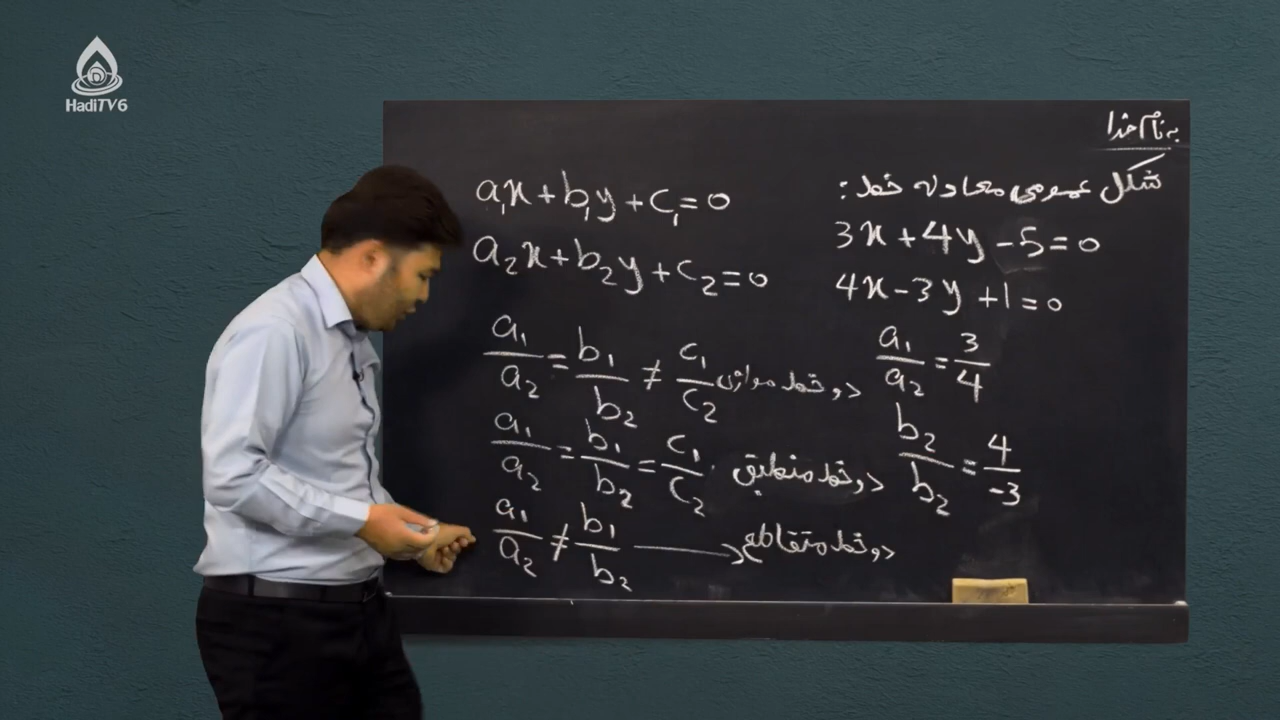 HadiTV6
به نام خدا
شکل عمومی معادله خط :
3x + 4y - 5 = 0
4x - 3y + 1 = 0
a₁/a₂ = 3/4
b₂/b₂ = 4/-3
a₁x + b₁y + c₁ = 0
a₂x + b₂y + c₂ = 0
a₁/a₂ = b₁/b₂ ≠ c₁/c₂ دو خط موازی
a₁/a₂ = b₁/b₂ = c₁/c₂ دو خط منطبق
a₁/a₂ ≠ b₁/b₂ → دو خط متقاطع